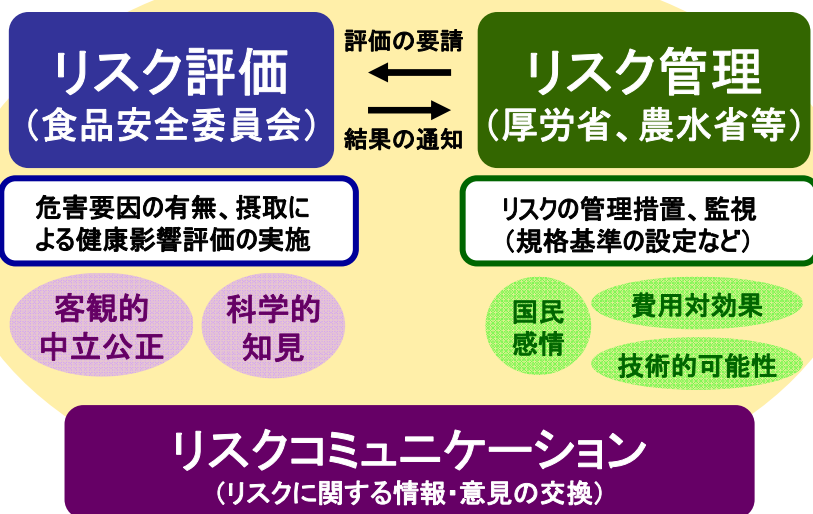 リスク評価
(食品安全委員会)
評価の要請
結果の通知
リスク管理
(厚労省、農水省等)
危害要因の有無、摂取に
よる健康影響評価の実施
リスクの管理措置、監視
(規格基準の設定など)
客観的
中立公正
科学的
知見
国民
感情
費用対効果
技術的可能性
リスクコミュニケーション
(リスクに関する情報・意見の交換)